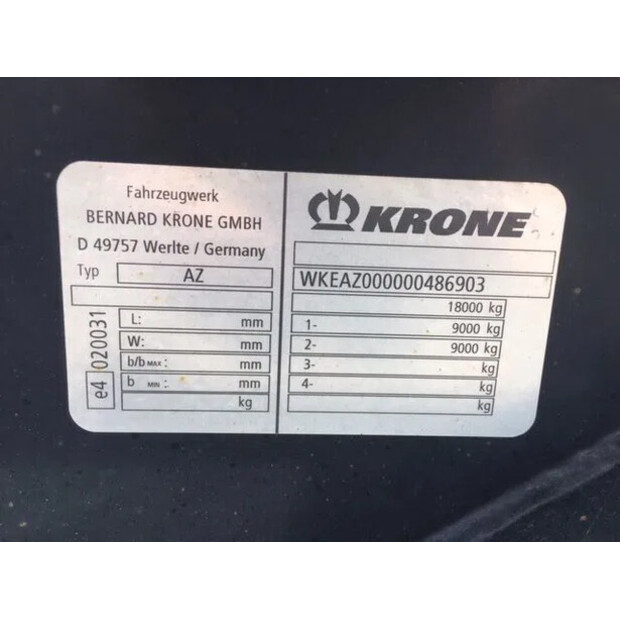 Fahrzeugwerk
BERNARD KRONE GMBH
D 49757 Werlte / Germany
Typ AZ
e4 020031
L: mm
W: mm
b/b MAX : mm
b MIN : mm
kg
KRONE
WKEAZ000000486903
18000 kg
1- 9000 kg
2- 9000 kg
3- kg
4- kg
kg